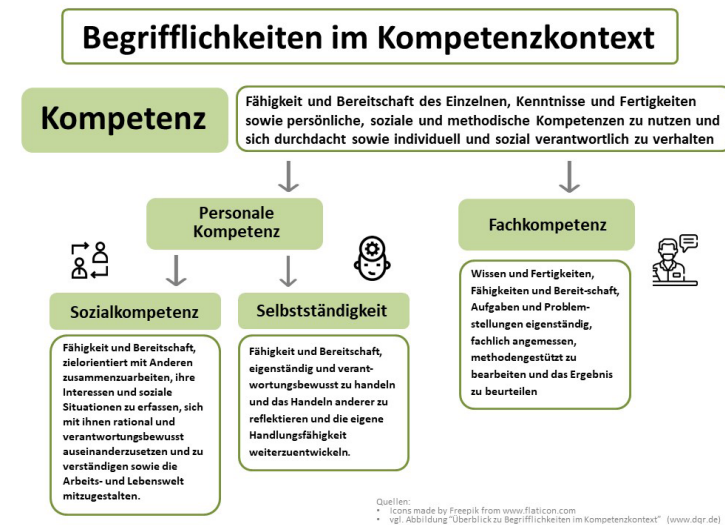 Begrifflichkeiten im Kompetenzkontext
Kompetenz
Fähigkeit und Bereitschaft des Einzelnen, Kenntnisse und Fertigkeiten
sowie persönliche, soziale und methodische Kompetenzen zu nutzen und
sich durchdacht sowie individuell und sozial verantwortlich zu verhalten
Personale
Kompetenz
Fachkompetenz
Sozialkompetenz
Selbstständigkeit
Fähigkeit und Bereitschaft,
zielorientiert mit Anderen
zusammenzuarbeiten, ihre
Interessen und soziale
Situationen zu erfassen, sich
mit ihnen rational und
verantwortungsbewusst
auseinanderzusetzen und zu
verständigen sowie die
Arbeits- und Lebenswelt
mitzugestalten.
Fähigkeit und Bereitschaft,
eigenständig und verant-
wortungsbewusst zu handeln
und das Handeln anderer zu
reflektieren und die eigene
Handlungsfähigkeit
weiterzuentwickeln.
Wissen und Fertigkeiten,
Fähigkeiten und Bereit-schaft,
Aufgaben und Problem-
stellungen eigenständig,
fachlich angemessen,
methodengestützt zu
bearbeiten und das Ergebnis
zu beurteilen
Quellen:
• Icons made by Freepik from www.flaticon.com
• vgl. Abbildung "Überblick zu Begrifflichkeiten im Kompetenzkontext" (www.dqr.de)